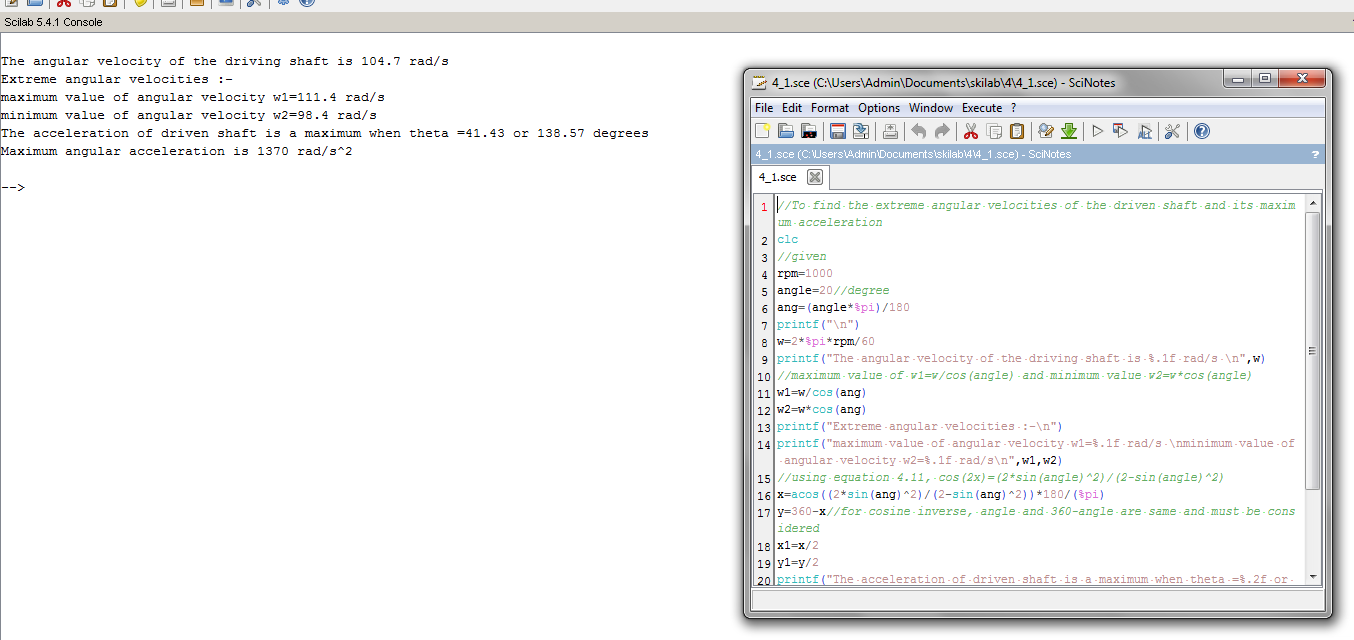 Scilab 5.4.1 Console
The angular velocity of the driving shaft is 104.7 rad/s
Extreme angular velocities :-
maximum value of angular velocity w1=111.4 rad/s
minimum value of angular velocity w2=98.4 rad/s
The acceleration of driven shaft is a maximum when theta =41.43 or 138.57 degrees
Maximum angular acceleration is 1370 rad/s^2
-->
4_1.sce (C:\Users\Admin\Documents\skilab\4\4_1.sce) - SciNotes
File Edit Format Options Window Execute ?
4_1.sce (C:\Users\Admin\Documents\skilab\4\4_1.sce) - SciNotes ?
4_1.sce
1 //To find the extreme angular velocities of the driven shaft and its maxim
um acceleration
2 clc
3 //given
4 rpm=1000
5 angle=20//degree
6 ang=(angle*%pi)/180
7 printf("\n")
8 w=2*%pi*rpm/60
9 printf("The angular velocity of the driving shaft is %.1f rad/s \n",w)
10 //maximum value of w1=w/cos(angle) and minimum value w2=w*cos(angle)
11 w1=w/cos(ang)
12 w2=w*cos(ang)
13 printf("Extreme angular velocities :-\n")
14 printf("maximum value of angular velocity w1=%.1f rad/s \nminimum value of
angular velocity w2=%.1f rad/s\n",w1,w2)
15 //using equation 4.11, cos(2x)=(2*sin(angle)^2)/(2-sin(angle)^2)
16 x=acos((2*sin(ang)^2)/(2-sin(ang)^2))*180/(%pi)
17 y=360-x//for cosine inverse, angle and 360-angle are same and must be cons
idered
18 x1=x/2
19 y1=y/2
20 printf("The acceleration of driven shaft is a maximum when theta =%.2f or